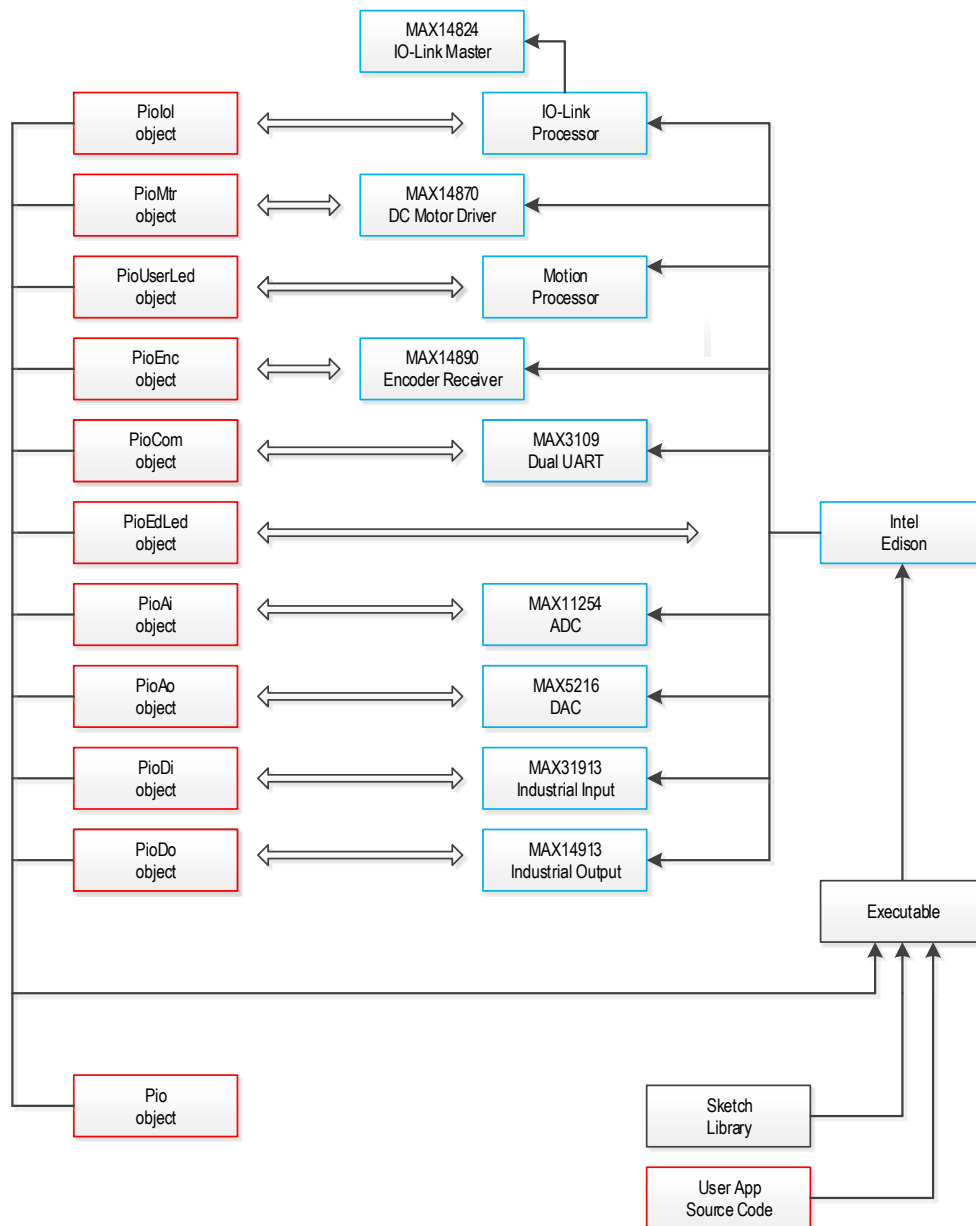 MAX14824
IO-Link Master
PioIol
object
IO-Link
Processor
PioMtr
object
MAX14870
DC Motor Driver
PioUserLed
object
Motion
Processor
PioEnc
object
MAX14890
Encoder Receiver
PioCom
object
MAX3109
Dual UART
PioEdLed
object
Intel
Edison
PioAi
object
MAX11254
ADC
PioAo
object
MAX5216
DAC
PioDi
object
MAX31913
Industrial Input
PioDo
object
MAX14913
Industrial Output
Executable
Pio
object
Sketch
Library
User App
Source Code